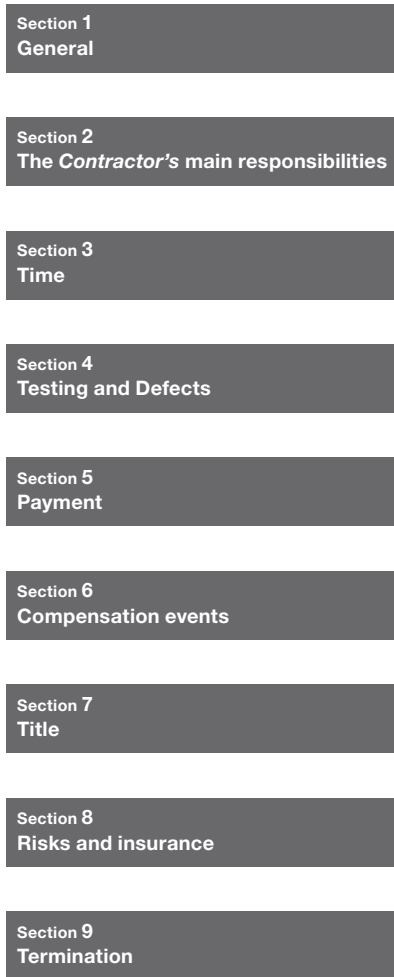 Section 1
General
Section 2
The Contractor's main responsibilities
Section 3
Time
Section 4
Testing and Defects
Section 5
Payment
Section 6
Compensation events
Section 7
Title
Section 8
Risks and insurance
Section 9
Termination